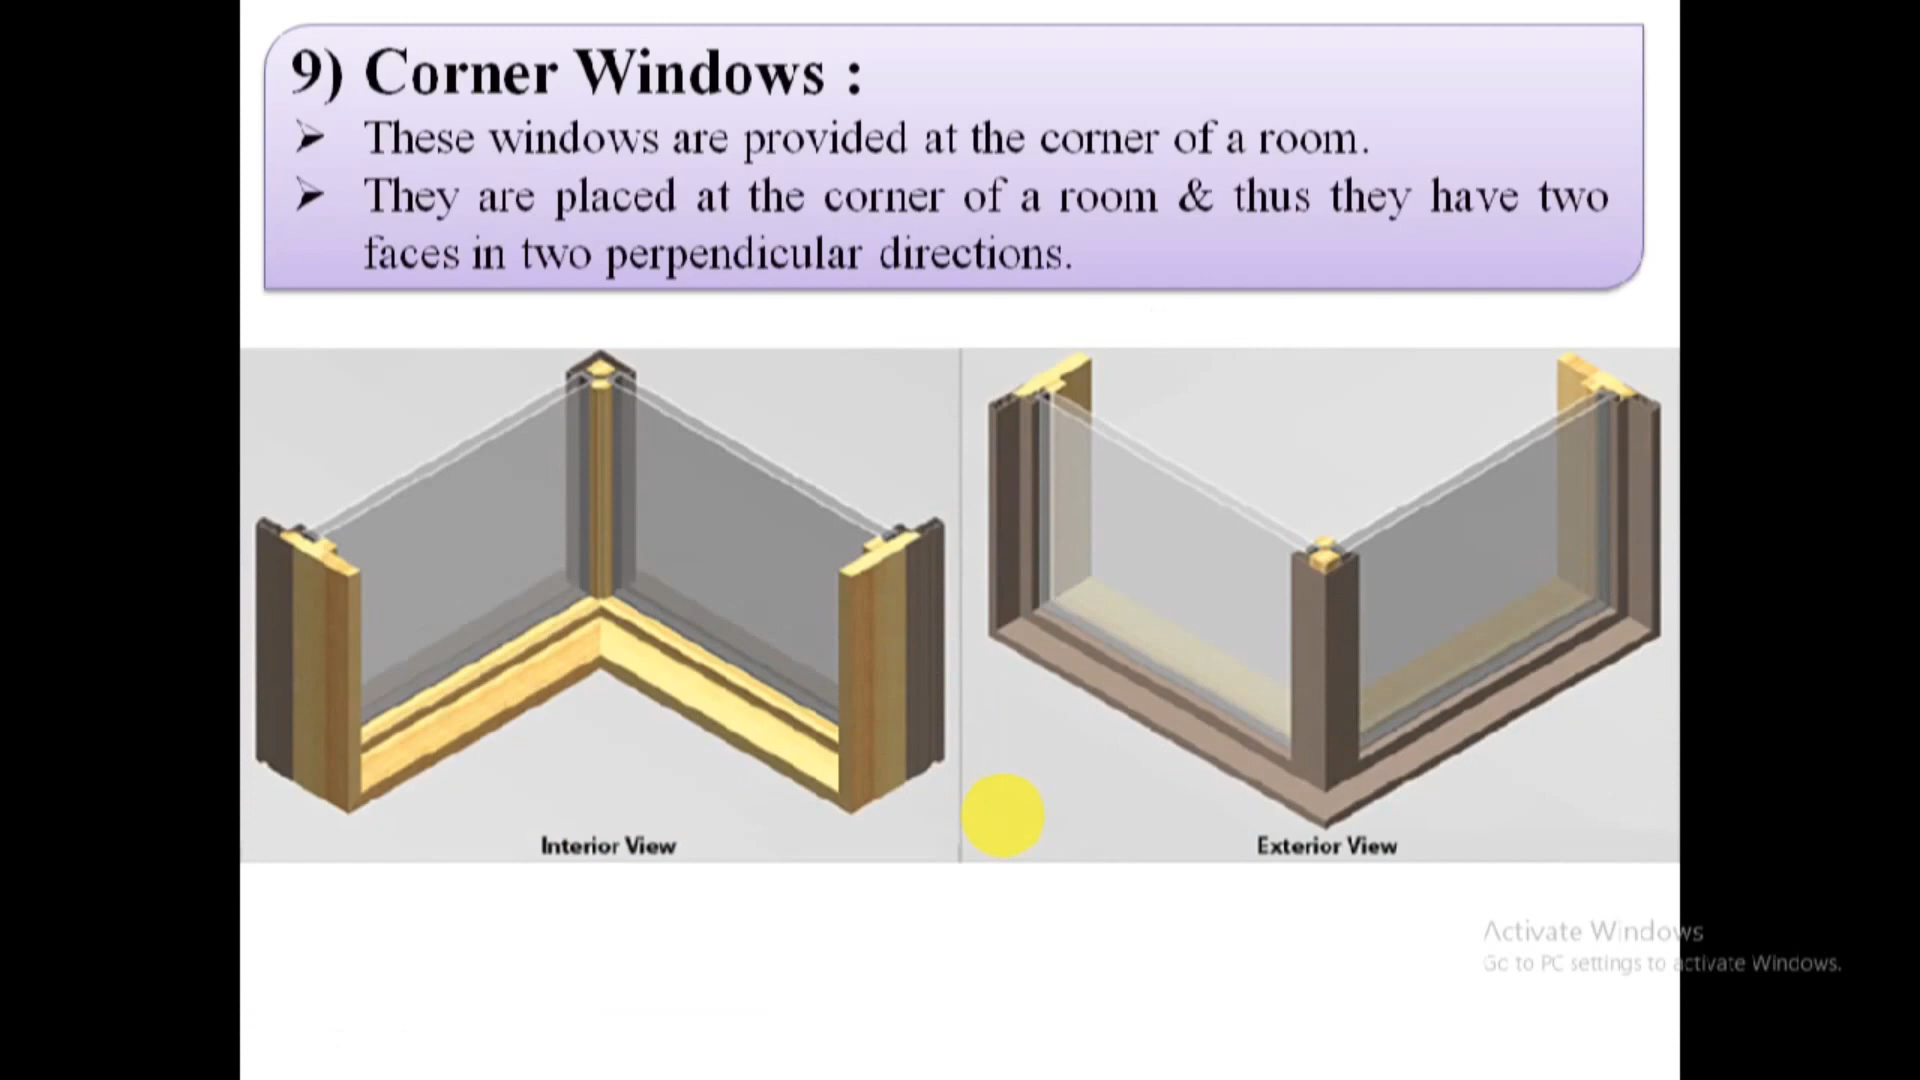 9) Corner Windows :
➢ These windows are provided at the corner of a room.
➢ They are placed at the corner of a room & thus they have two
faces in two perpendicular directions.
Interior View
Exterior View
Activate Windows
Go to PC settings to activate Windows.